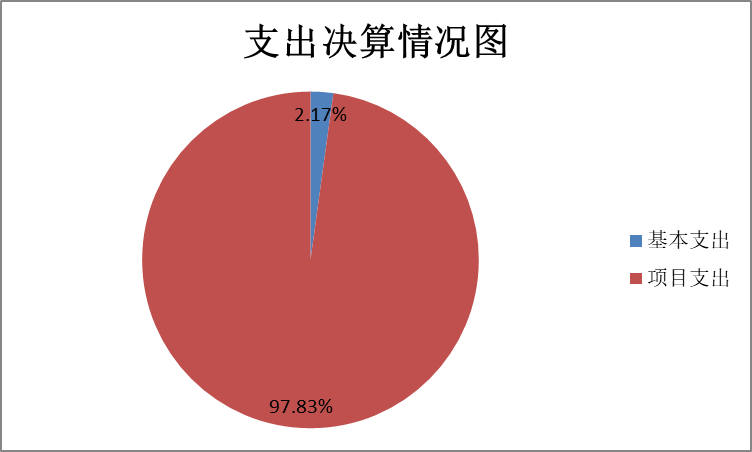 支出决算情况图
2.17%
基本支出
项目支出
97.83%